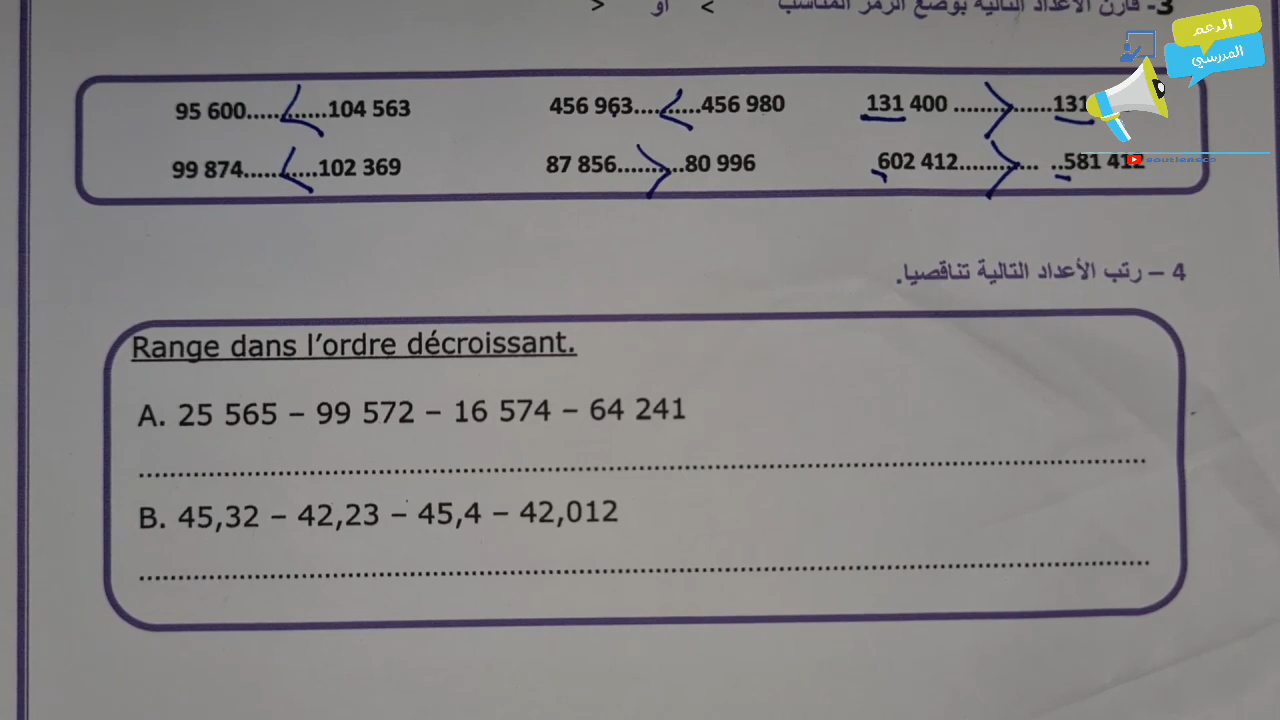 3- قارن الأعداد التالية بوضع الرمز المناسب > أو <
95 600...........<......104 563 456 963....<.....456 980 131 400 ...........>......131
99 874...........<.....102 369 87 856........>..80 996 602 412............>... ..581 412
4 – رتب الأعداد التالية تناقصيا.
Range dans l’ordre décroissant.
A. 25 565 – 99 572 – 16 574 – 64 241
B. 45,32 – 42,23 – 45,4 – 42,012
الدعم
المدرسي